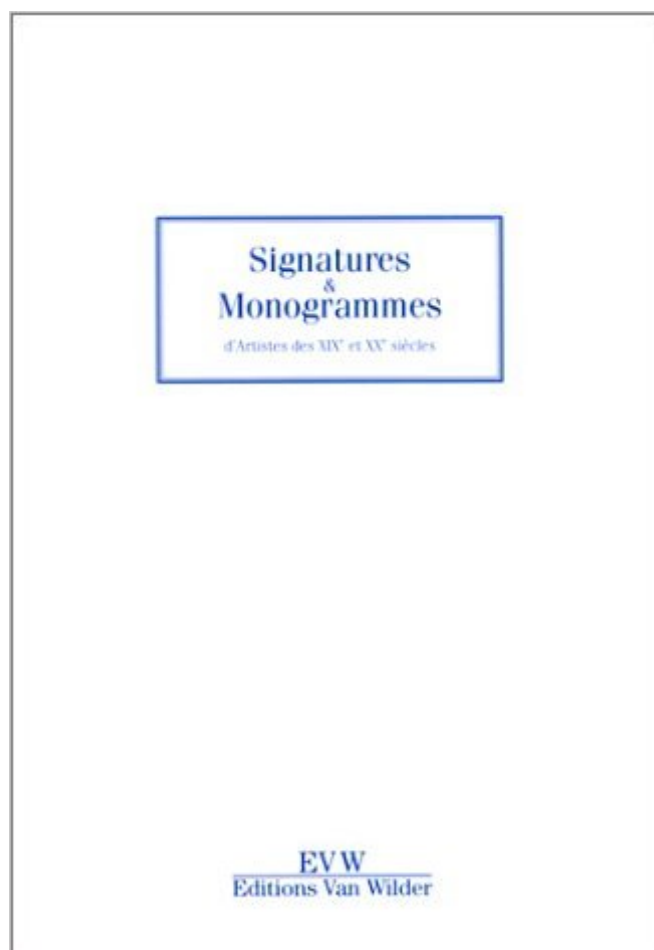 Signatures
&
Monogrammes
d'Artistes des XIXe et XXe siècles
EVW
Editions Van Wilder